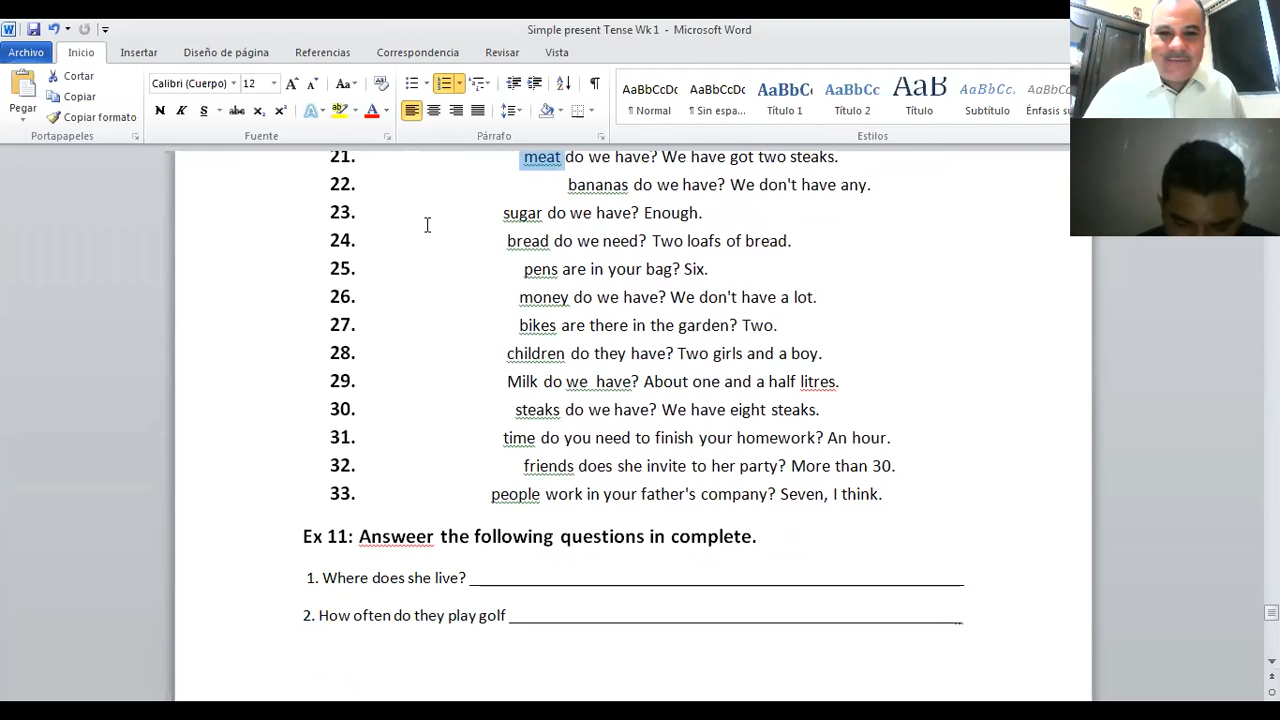 Simple present Tense Wk 1 - Microsoft Word
Archivo Inicio Insertar Diseño de página Referencias Correspondencia Revisar Vista
Cortar
Copiar
Copiar formato
Pegar
Portapapeles
Calibri (Cuerpo) 12
N K S abc x₂ x²
Fuente
Párrafo
AaBbCcDc AaBbCcDc AaBbC AaBbCc AaB AaBbCc. AaBbCc
¶ Normal ¶ Sin espa... Título 1 Título 2 Título Subtítulo Énfasis su
Estilos
21. meat do we have? We have got two steaks.
22. bananas do we have? We don't have any.
23. sugar do we have? Enough.
24. bread do we need? Two loafs of bread.
25. pens are in your bag? Six.
26. money do we have? We don't have a lot.
27. bikes are there in the garden? Two.
28. children do they have? Two girls and a boy.
29. Milk do we have? About one and a half litres.
30. steaks do we have? We have eight steaks.
31. time do you need to finish your homework? An hour.
32. friends does she invite to her party? More than 30.
33. people work in your father's company? Seven, I think.
Ex 11: Answeer the following questions in complete.
1. Where does she live? ____________
2. How often do they play golf ____________